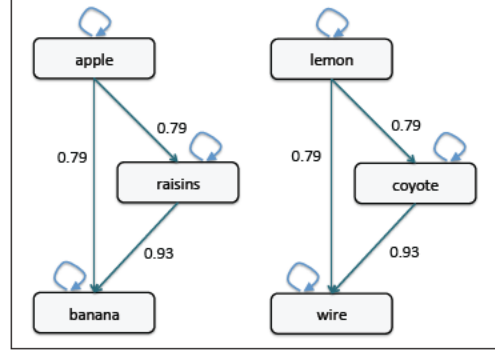 apple
lemon
0.79
0.79
0.79
0.79
raisins
coyote
0.93
0.93
banana
wire